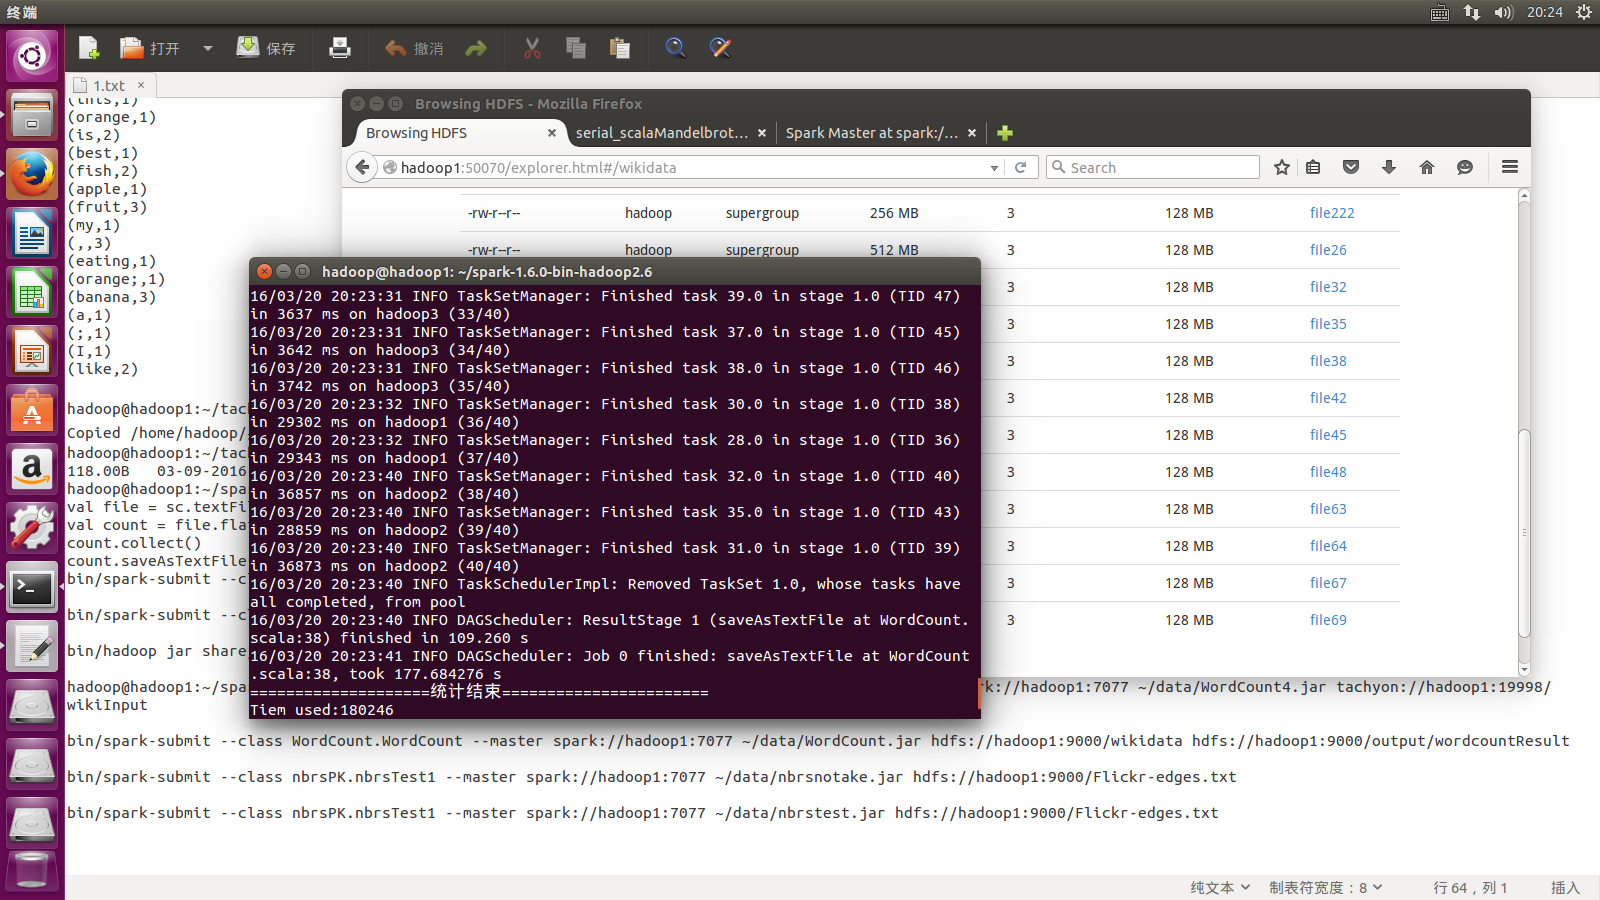 终端
20:24
打开
保存
撤消
1.txt
(this,1)
(orange,1)
(is,2)
(best,1)
(fish,2)
(apple,1)
(fruit,3)
(my,1)
(,,3)
(eating,1)
(orange;,1)
(banana,3)
(a,1)
(;,1)
(I,1)
(like,2)
hadoop@hadoop1:~/tach
Copied /home/hadoop/
hadoop@hadoop1:~/tach
118.00B 03-09-2016
hadoop@hadoop1:~/spa
val file = sc.textFil
val count = file.flat
count.collect()
count.saveAsTextFile
bin/spark-submit --cl
bin/spark-submit --cl
bin/hadoop jar share
hadoop@hadoop1:~/spa
rk://hadoop1:7077 ~/data/WordCount4.jar tachyon://hadoop1:19998/
wikiInput
bin/spark-submit --class WordCount.WordCount --master spark://hadoop1:7077 ~/data/WordCount.jar hdfs://hadoop1:9000/wikidata hdfs://hadoop1:9000/output/wordcountResult
bin/spark-submit --class nbrsPK.nbrsTest1 --master spark://hadoop1:7077 ~/data/nbrsnotake.jar hdfs://hadoop1:9000/Flickr-edges.txt
bin/spark-submit --class nbrsPK.nbrsTest1 --master spark://hadoop1:7077 ~/data/nbrstest.jar hdfs://hadoop1:9000/Flickr-edges.txt
纯文本 制表符宽度：8 行 64，列 1 插入
Browsing HDFS - Mozilla Firefox
Browsing HDFS
serial_scalaMandelbrot...
Spark Master at spark:/...
hadoop1:50070/explorer.html#/wikidata
Search
-rw-r--r-- hadoop supergroup 256 MB 3 128 MB file222
-rw-r--r-- hadoop supergroup 512 MB 3 128 MB file26
3 128 MB file32
3 128 MB file35
3 128 MB file38
3 128 MB file42
3 128 MB file45
3 128 MB file48
3 128 MB file63
3 128 MB file64
3 128 MB file67
3 128 MB file69
hadoop@hadoop1: ~/spark-1.6.0-bin-hadoop2.6
16/03/20 20:23:31 INFO TaskSetManager: Finished task 39.0 in stage 1.0 (TID 47)
in 3637 ms on hadoop3 (33/40)
16/03/20 20:23:31 INFO TaskSetManager: Finished task 37.0 in stage 1.0 (TID 45)
in 3642 ms on hadoop3 (34/40)
16/03/20 20:23:31 INFO TaskSetManager: Finished task 38.0 in stage 1.0 (TID 46)
in 3742 ms on hadoop3 (35/40)
16/03/20 20:23:32 INFO TaskSetManager: Finished task 30.0 in stage 1.0 (TID 38)
in 29302 ms on hadoop1 (36/40)
16/03/20 20:23:32 INFO TaskSetManager: Finished task 28.0 in stage 1.0 (TID 36)
in 29343 ms on hadoop1 (37/40)
16/03/20 20:23:40 INFO TaskSetManager: Finished task 32.0 in stage 1.0 (TID 40)
in 36857 ms on hadoop2 (38/40)
16/03/20 20:23:40 INFO TaskSetManager: Finished task 35.0 in stage 1.0 (TID 43)
in 28859 ms on hadoop2 (39/40)
16/03/20 20:23:40 INFO TaskSetManager: Finished task 31.0 in stage 1.0 (TID 39)
in 36873 ms on hadoop2 (40/40)
16/03/20 20:23:40 INFO TaskSchedulerImpl: Removed TaskSet 1.0, whose tasks have
all completed, from pool
16/03/20 20:23:40 INFO DAGScheduler: ResultStage 1 (saveAsTextFile at WordCount.
scala:38) finished in 109.260 s
16/03/20 20:23:41 INFO DAGScheduler: Job 0 finished: saveAsTextFile at WordCount
.scala:38, took 177.684276 s
====================统计结束=======================
Tiem used:180246